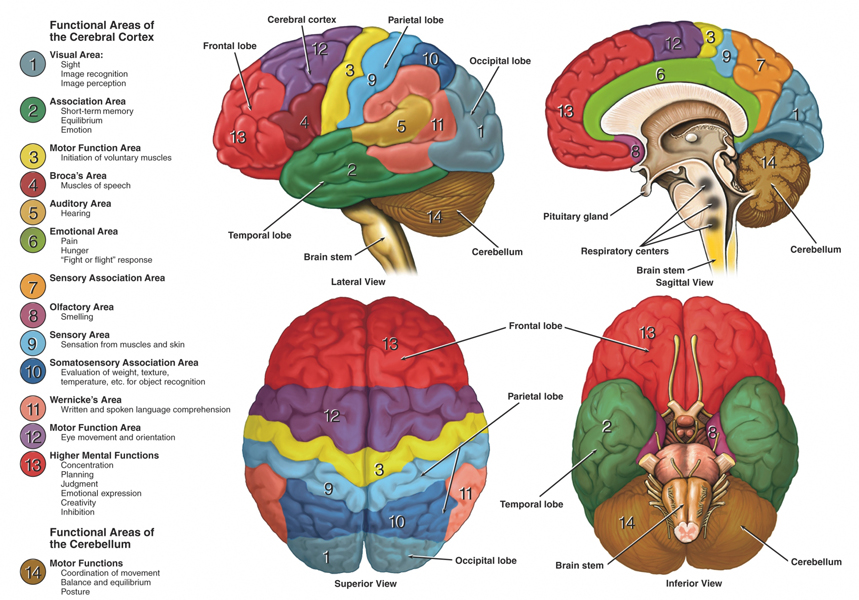 Functional Areas of
the Cerebral Cortex
1
Visual Area:
Sight
Image recognition
Image perception
2
Association Area
Short-term memory
Equilibrium
Emotion
3
Motor Function Area
Initiation of voluntary muscles
4
Broca's Area
Muscles of speech
5
Auditory Area
Hearing
6
Emotional Area
Pain
Hunger
"Fight or flight" response
7
Sensory Association Area
8
Olfactory Area
Smelling
9
Sensory Area
Sensation from muscles and skin
10
Somatosensory Association Area
Evaluation of weight, texture,
temperature, etc. for object recognition
11
Wernicke's Area
Written and spoken language comprehension
12
Motor Function Area
Eye movement and orientation
13
Higher Mental Functions
Concentration
Planning
Judgment
Emotional expression
Creativity
Inhibition
Functional Areas of
the Cerebellum
14
Motor Functions
Coordination of movement
Balance and equilibrium
Posture
Cerebral cortex
Parietal lobe
Frontal lobe
Occipital lobe
12
3
9
10
13
4
5
11
1
2
14
Temporal lobe
Brain stem
Cerebellum
Lateral View
12
3
9
7
6
13
1
8
14
Pituitary gland
Respiratory centers
Cerebellum
Brain stem
Sagittal View
13
12
3
9
11
10
1
Frontal lobe
Parietal lobe
Temporal lobe
Occipital lobe
Superior View
13
2
8
14
Brain stem
Cerebellum
Inferior View